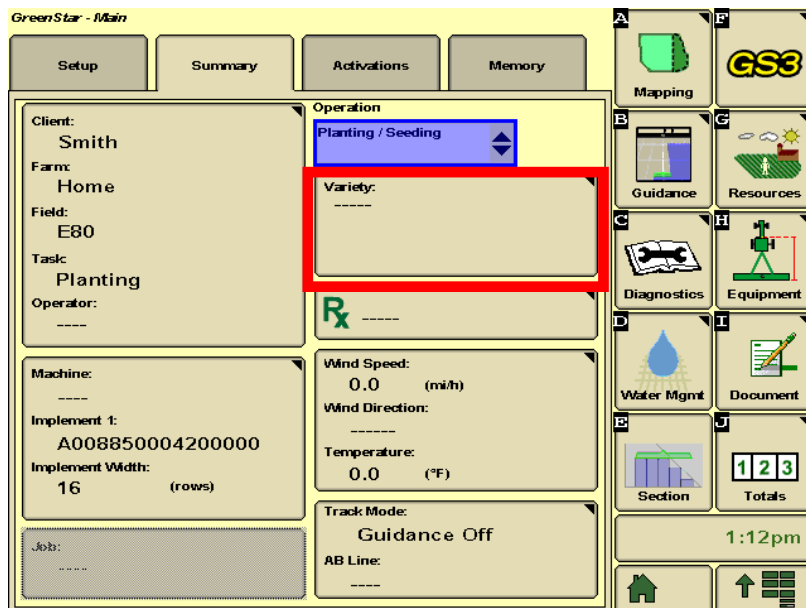 GreenStar - Main
Setup
Summary
Activations
Memory
Client:
Smith
Farm:
Home
Field:
E80
Task:
Planting
Operator:
----
Machine:
----
Implement 1:
A008850004200000
Implement Width:
16 (rows)
Job:
----
Operation
Planting / Seeding
Variety:
-----
Rx -----
Wind Speed:
0.0 (mi/h)
Wind Direction:
------
Temperature:
0.0 (°F)
Track Mode:
Guidance Off
AB Line:
----
A
Mapping
F
GS3
B
Guidance
G
Resources
C
Diagnostics
H
Equipment
D
Water Mgmt
I
Document
E
Section
J
1 2 3
Totals
1:12pm